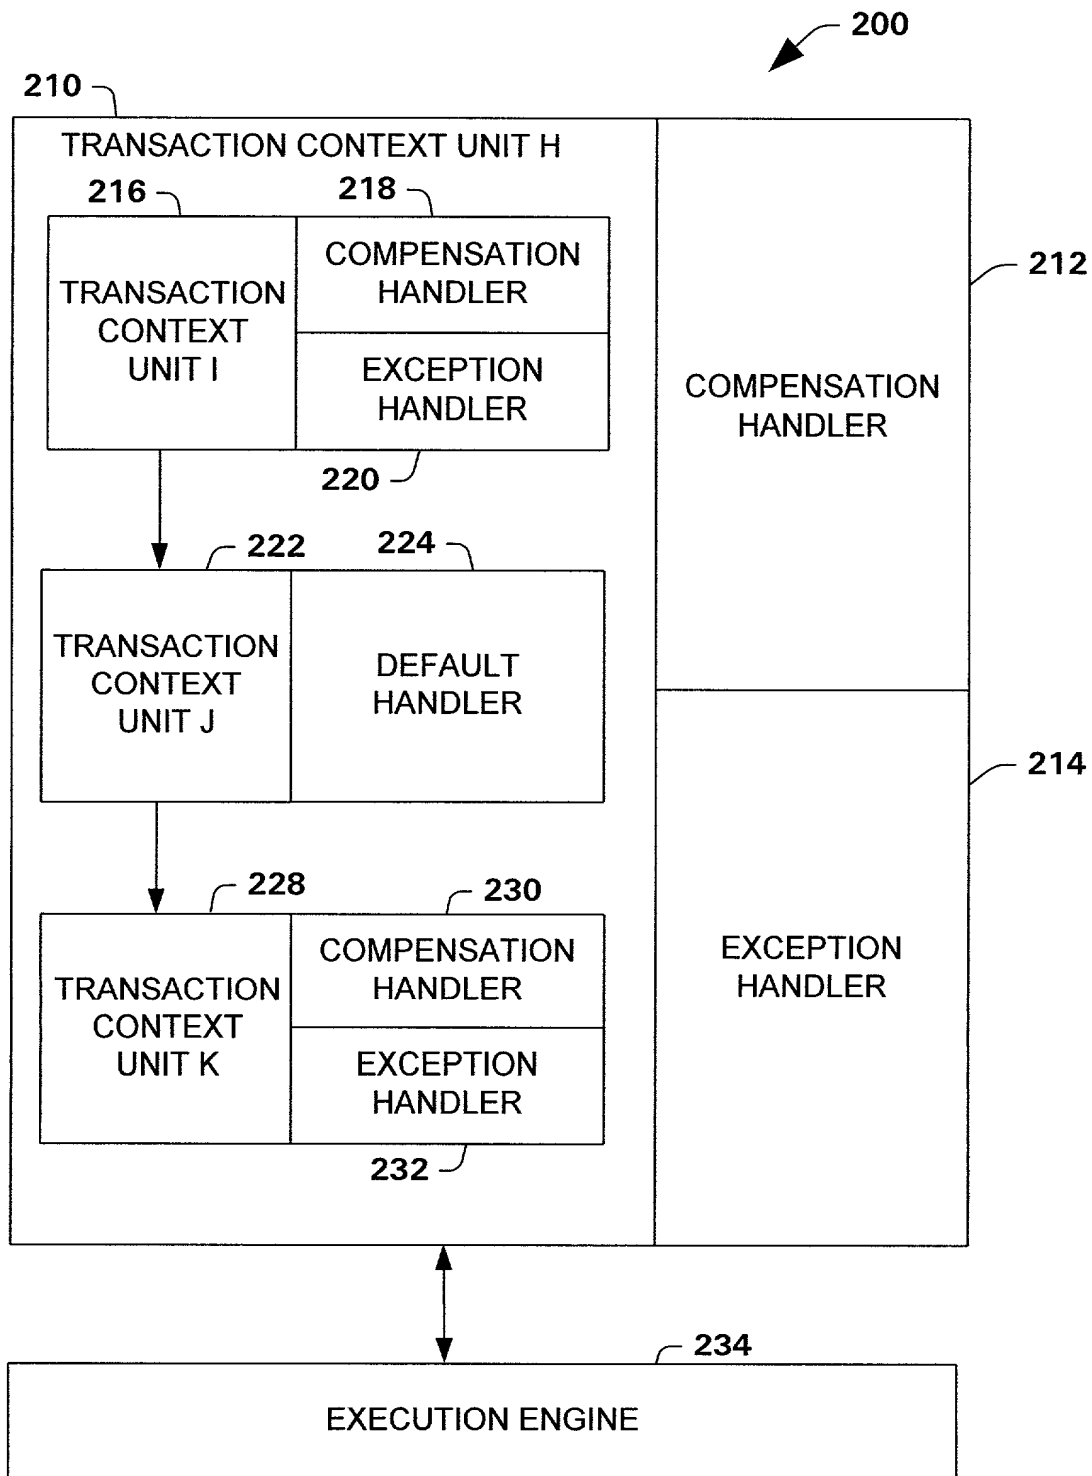 200
210
TRANSACTION CONTEXT UNIT H
216
218
TRANSACTION
CONTEXT
UNIT I
COMPENSATION
HANDLER
EXCEPTION
HANDLER
220
212
COMPENSATION
HANDLER
222
224
TRANSACTION
CONTEXT
UNIT J
DEFAULT
HANDLER
214
EXCEPTION
HANDLER
228
230
TRANSACTION
CONTEXT
UNIT K
COMPENSATION
HANDLER
EXCEPTION
HANDLER
232
234
EXECUTION ENGINE